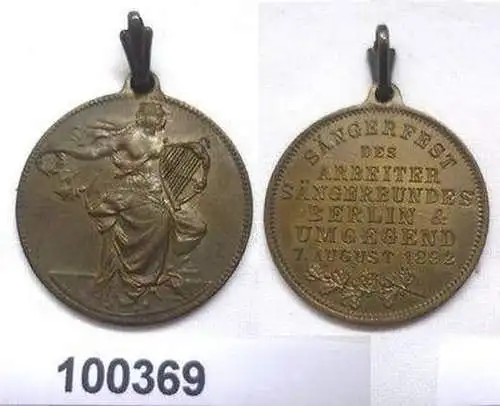 SÄNGERFEST
DES
ARBEITER
SÄNGERBUNDES
BERLIN &
UMGEGEND
7. AUGUST 1892
100369